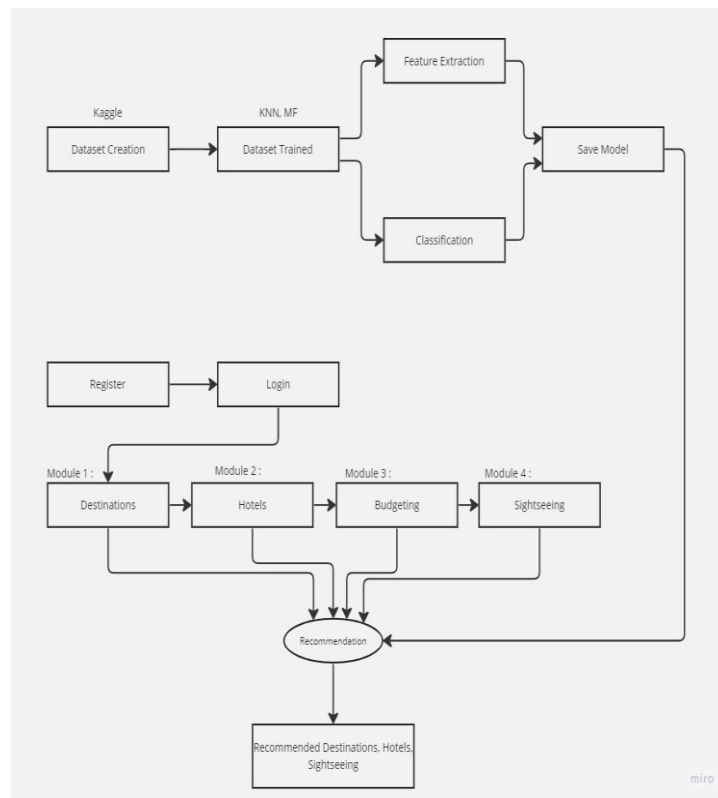 Feature Extraction
Kaggle
KNN, MF
Dataset Creation
Dataset Trained
Save Model
Classification
Register
Login
Module 1 :
Module 2 :
Module 3 :
Module 4 :
Destinations
Hotels
Budgeting
Sightseeing
Recommendation
Recommended Destinations, Hotels,
Sightseeing
miro